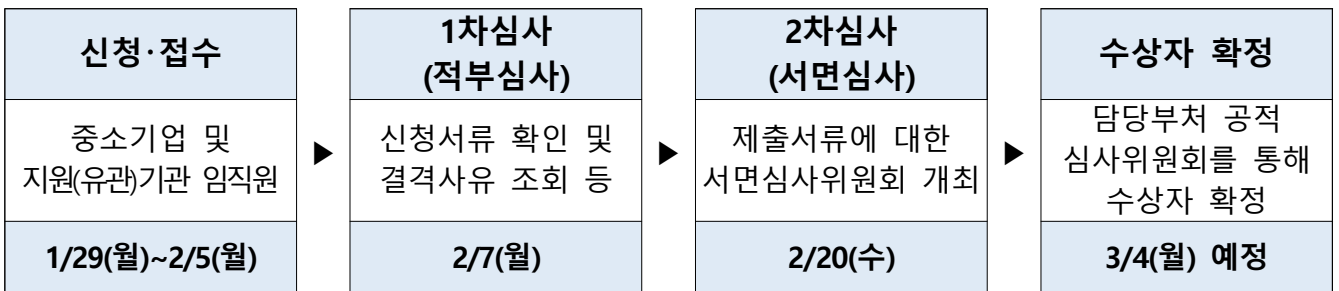 신청·접수
중소기업 및
지원(유관)기관 임직원
1/29(월)~2/5(월)
▶
1차심사
(적부심사)
신청서류 확인 및
결격사유 조회 등
2/7(월)
▶
2차심사
(서면심사)
제출서류에 대한
서면심사위원회 개최
2/20(수)
▶
수상자 확정
담당부처 공적
심사위원회를 통해
수상자 확정
3/4(월) 예정